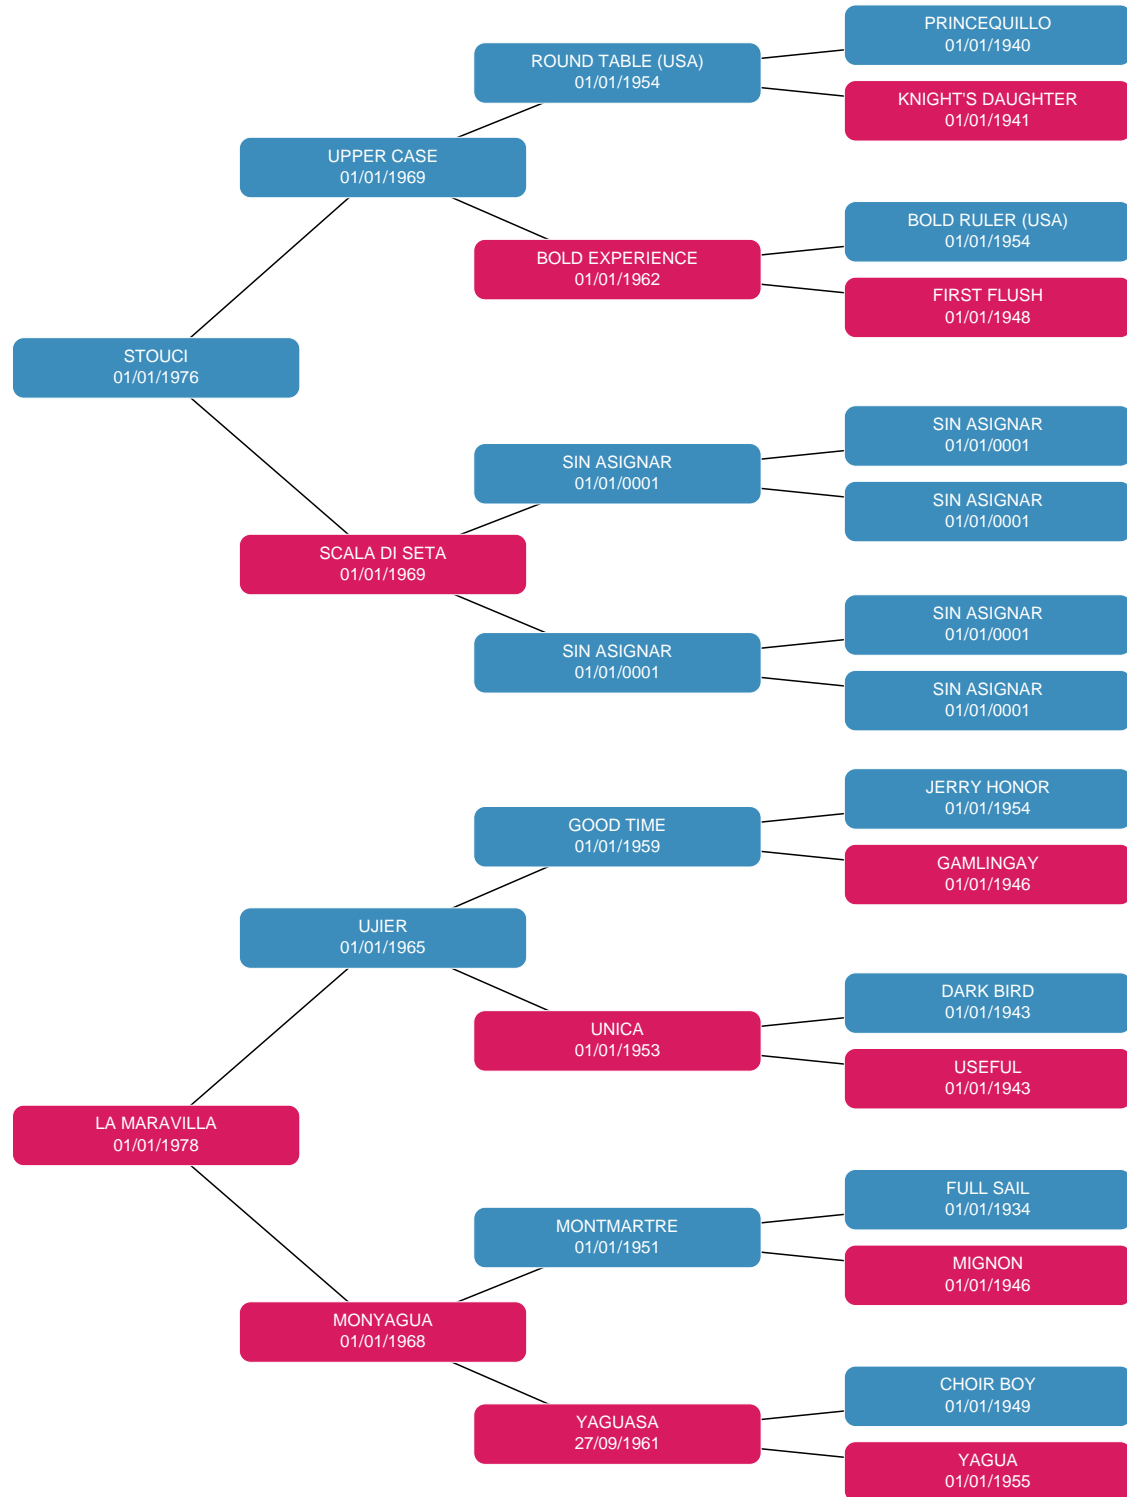 PRINCEQUILLO
01/01/1940
ROUND TABLE (USA)
01/01/1954
KNIGHT'S DAUGHTER
01/01/1941
UPPER CASE
01/01/1969
BOLD RULER (USA)
01/01/1954
BOLD EXPERIENCE
01/01/1962
FIRST FLUSH
01/01/1948
STOUCI
01/01/1976
SIN ASIGNAR
01/01/0001
SIN ASIGNAR
01/01/0001
SIN ASIGNAR
01/01/0001
SCALA DI SETA
01/01/1969
SIN ASIGNAR
01/01/0001
SIN ASIGNAR
01/01/0001
SIN ASIGNAR
01/01/0001
JERRY HONOR
01/01/1954
GOOD TIME
01/01/1959
GAMLINGAY
01/01/1946
UJIER
01/01/1965
DARK BIRD
01/01/1943
UNICA
01/01/1953
USEFUL
01/01/1943
LA MARAVILLA
01/01/1978
FULL SAIL
01/01/1934
MONTMARTRE
01/01/1951
MIGNON
01/01/1946
MONYAGUA
01/01/1968
CHOIR BOY
01/01/1949
YAGUASA
27/09/1961
YAGUA
01/01/1955